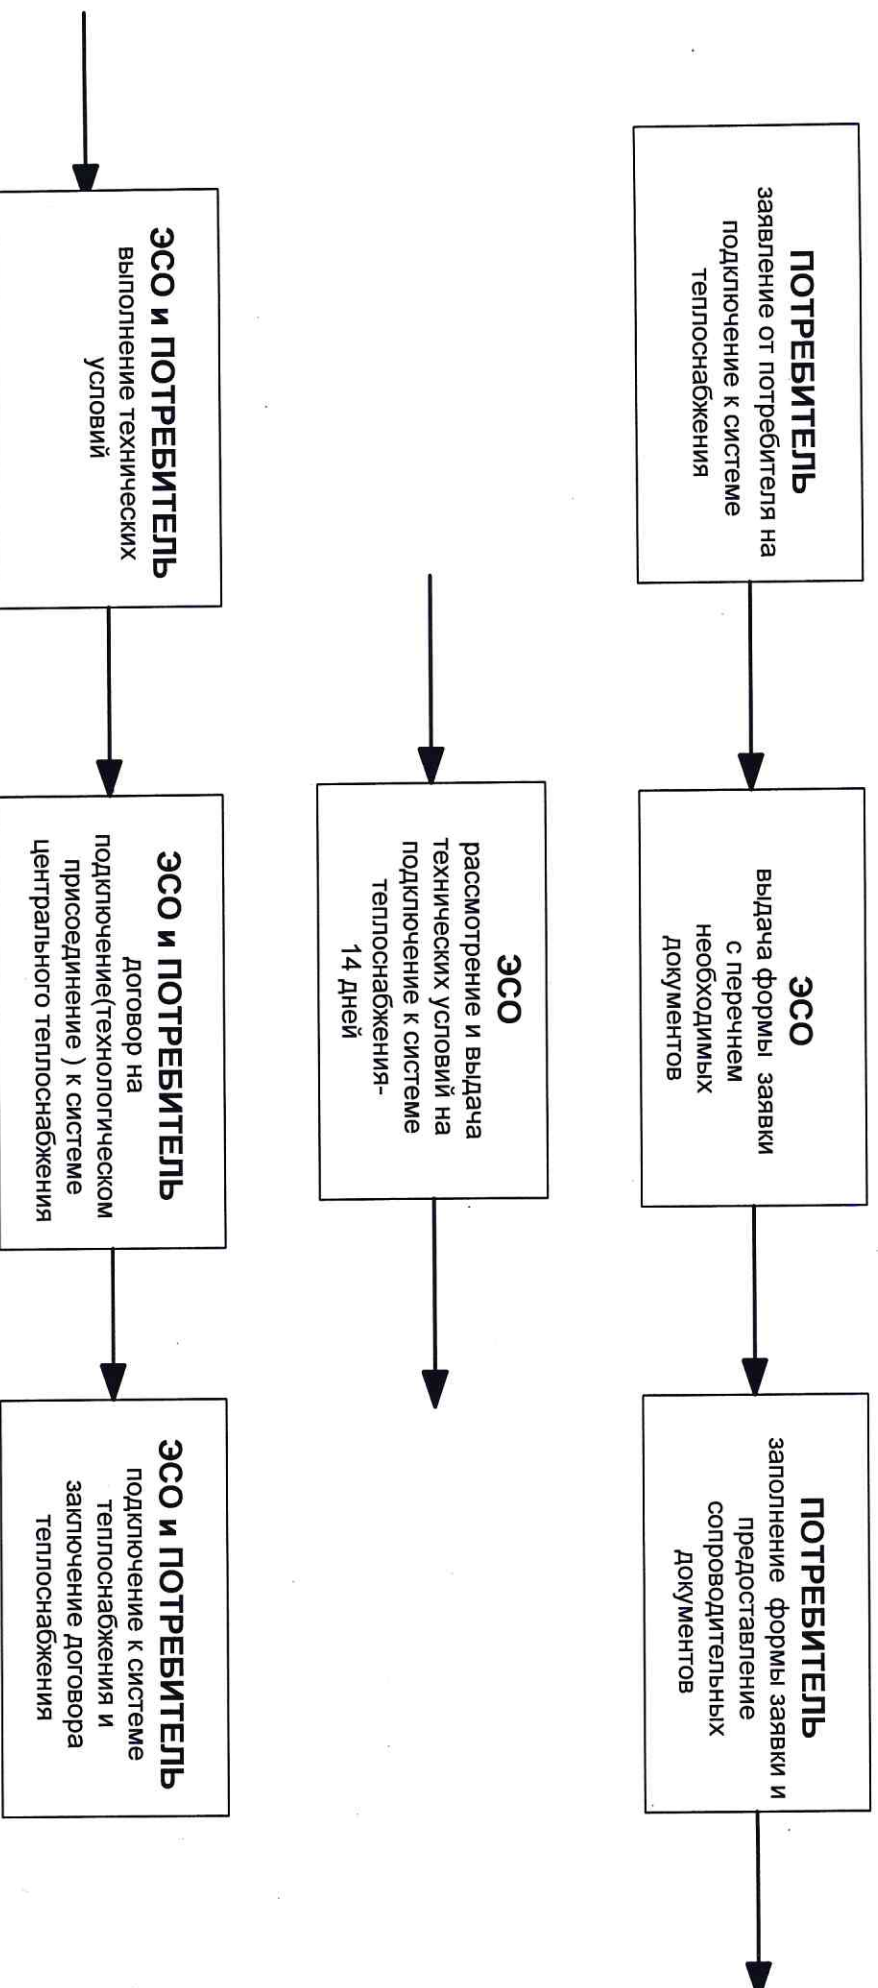 ПОТРЕБИТЕЛЬ
заявление от потребителя на
подключение к системе
теплоснабжения
ЭСО
выдача формы заявки
с перечнем
необходимых
документов
ПОТРЕБИТЕЛЬ
заполнение формы заявки и
предоставление
сопроводительных
документов
ЭСО
рассмотрение и выдача
технических условий на
подключение к системе
теплоснабжения-
14 дней
ЭСО и ПОТРЕБИТЕЛЬ
выполнение технических
условий
ЭСО и ПОТРЕБИТЕЛЬ
договор на
подключение(технологическом
присоединение ) к системе
центрального теплоснабжения
ЭСО и ПОТРЕБИТЕЛЬ
подключение к системе
теплоснабжения и
заключение договора
теплоснабжения